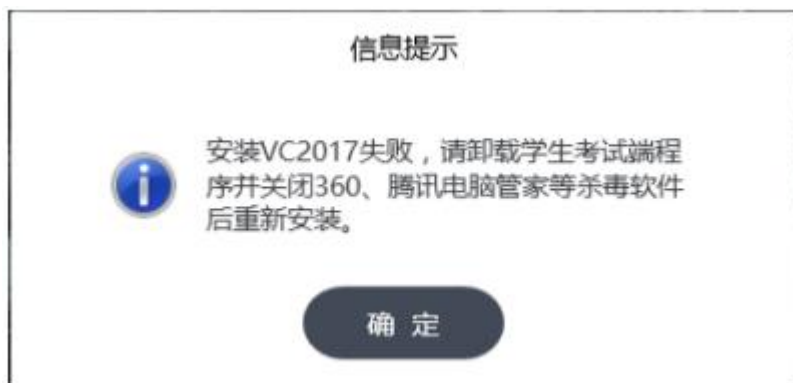 信息提示
安装VC2017失败，请卸载学生考试端程
序并关闭360、腾讯电脑管家等杀毒软件
后重新安装。
确 定